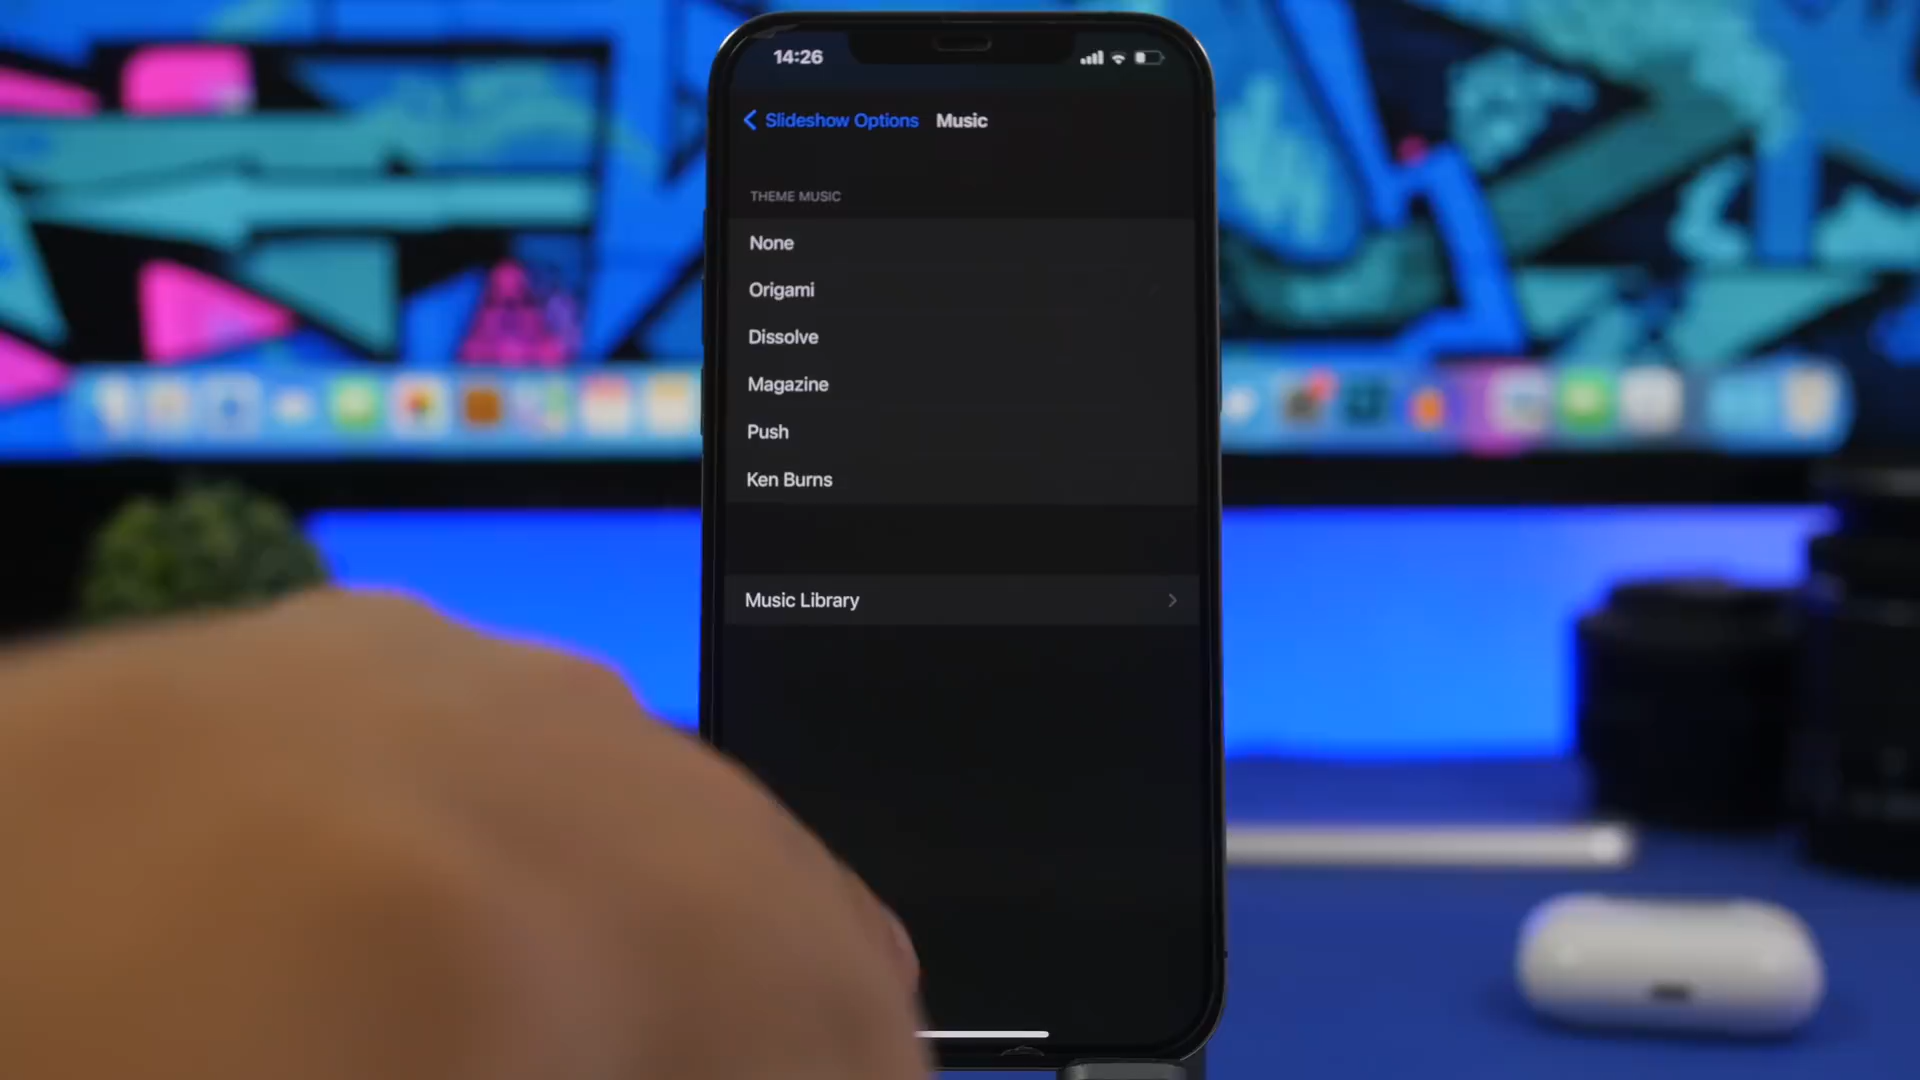 14:26
Slideshow Options Music
THEME MUSIC
None
Origami
Dissolve
Magazine
Push
Ken Burns
Music Library